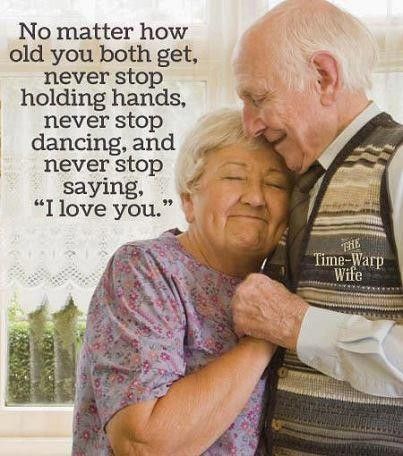 No matter how
old you both get,
never stop
holding hands,
never stop
dancing, and
never stop
saying,
“I love you.”
THE
Time-Warp
Wife